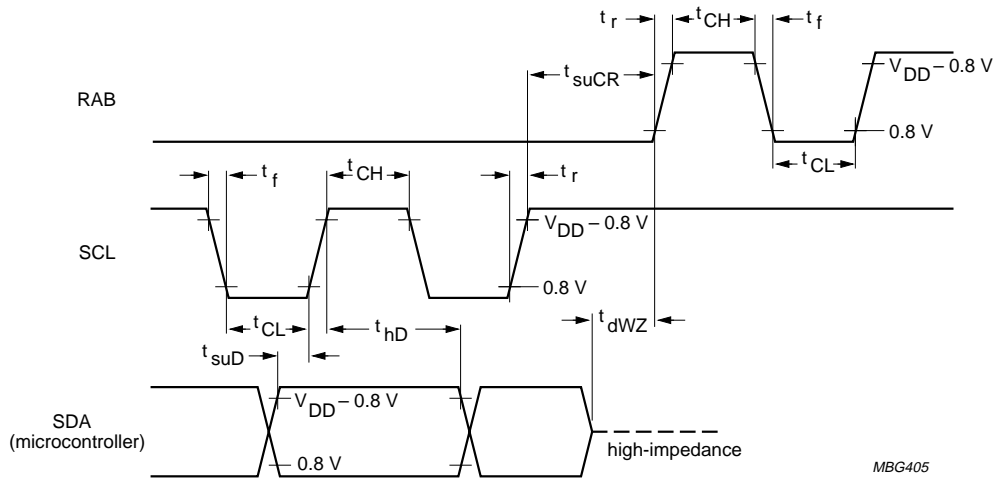 t r
t CH
t f
t suCR
V DD – 0.8 V
RAB
0.8 V
t CL
t f
t CH
t r
V DD – 0.8 V
SCL
0.8 V
t CL
t hD
t dWZ
t suD
V DD – 0.8 V
SDA
(microcontroller)
0.8 V
high-impedance
MBG405